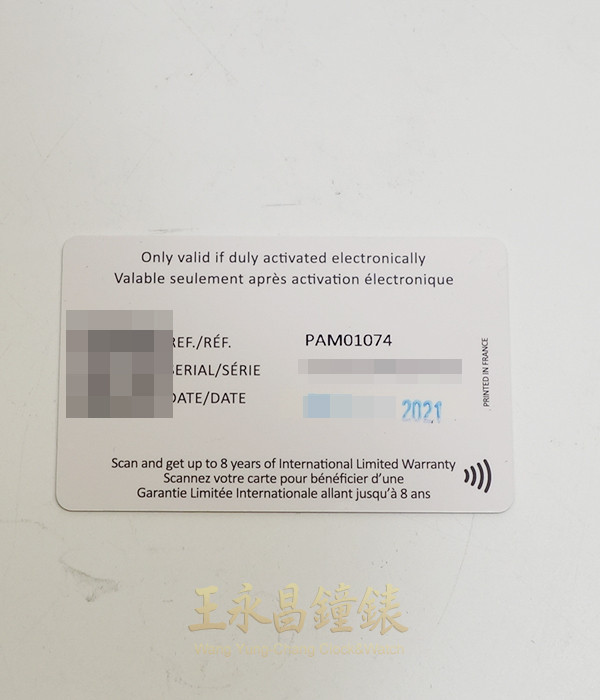 Only valid if duly activated electronically
Valable seulement après activation électronique
REF./RÉF. PAM01074
SERIAL/SÉRIE
DATE/DATE 2021
PRINTED IN FRANCE
Scan and get up to 8 years of International Limited Warranty
Scannez votre carte pour bénéficier d'une
Garantie Limitée Internationale allant jusqu'à 8 ans
王永昌鐘錶